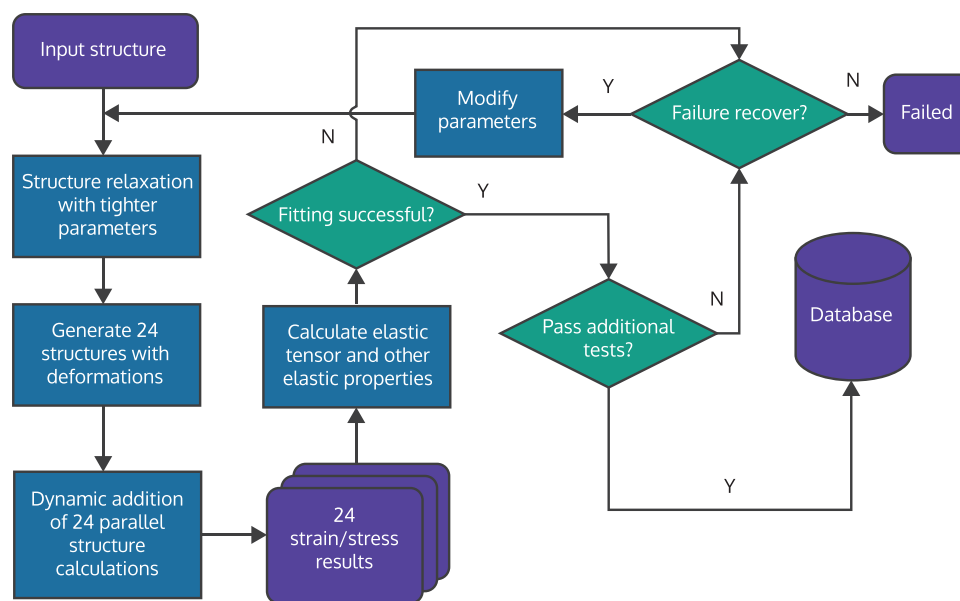 Input structure
Structure relaxation
with tighter
parameters
Generate 24
structures with
deformations
Dynamic addition
of 24 parallel
structure
calculations
24
strain/stress
results
Calculate elastic
tensor and other
elastic properties
Fitting successful?
N
Y
Pass additional
tests?
N
Y
Failure recover?
Y
N
Modify
parameters
Failed
Database